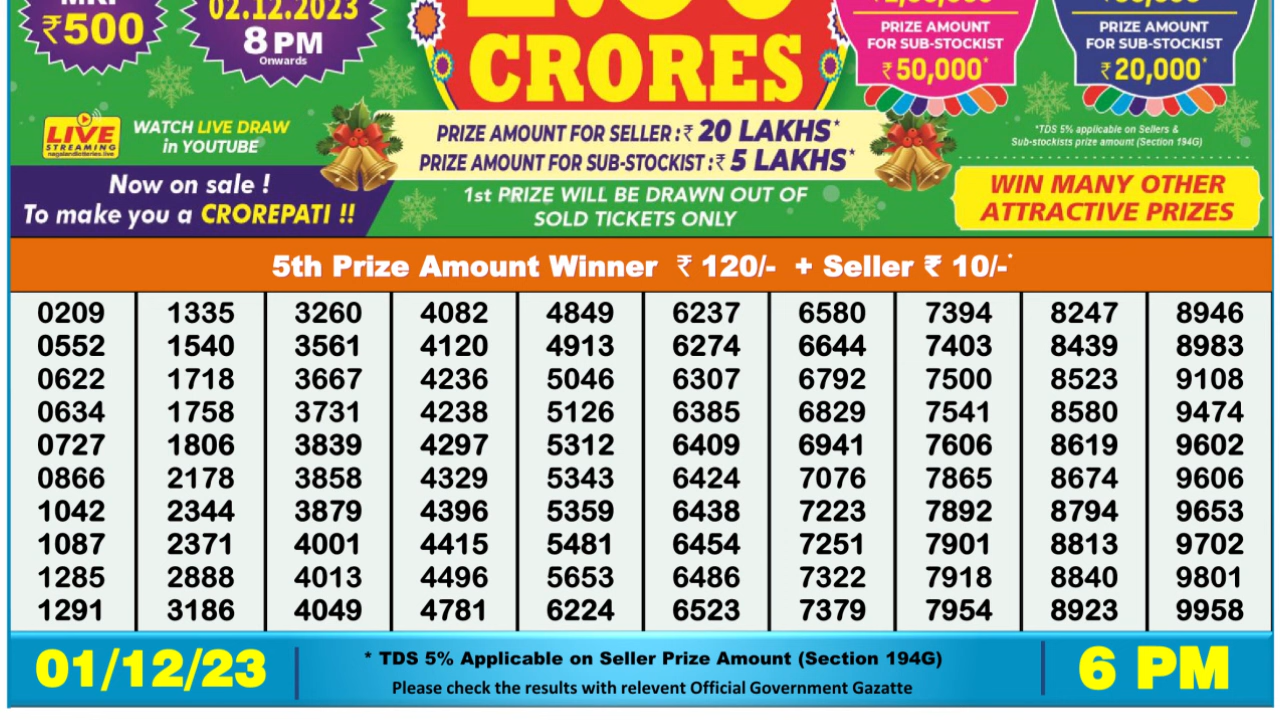 ₹500
02.12.2023
8 PM
Onwards
CRORES
PRIZE AMOUNT
FOR SUB-STOCKIST
₹50,000*
PRIZE AMOUNT
FOR SUB-STOCKIST
₹20,000*
LIVE
STREAMING
nagalandlotteries.live
WATCH LIVE DRAW
in YOUTUBE
PRIZE AMOUNT FOR SELLER :₹ 20 LAKHS*
PRIZE AMOUNT FOR SUB-STOCKIST :₹ 5 LAKHS*
*TDS 5% applicable on Sellers &
Sub-stockists prize amount (Section 194G)
Now on sale !
To make you a CROREPATI !!
1st PRIZE WILL BE DRAWN OUT OF
SOLD TICKETS ONLY
WIN MANY OTHER
ATTRACTIVE PRIZES
5th Prize Amount Winner ₹ 120/- + Seller ₹ 10/-*
0209 1335 3260 4082 4849 6237 6580 7394 8247 8946
0552 1540 3561 4120 4913 6274 6644 7403 8439 8983
0622 1718 3667 4236 5046 6307 6792 7500 8523 9108
0634 1758 3731 4238 5126 6385 6829 7541 8580 9474
0727 1806 3839 4297 5312 6409 6941 7606 8619 9602
0866 2178 3858 4329 5343 6424 7076 7865 8674 9606
1042 2344 3879 4396 5359 6438 7223 7892 8794 9653
1087 2371 4001 4415 5481 6454 7251 7901 8813 9702
1285 2888 4013 4496 5653 6486 7322 7918 8840 9801
1291 3186 4049 4781 6224 6523 7379 7954 8923 9958
01/12/23
* TDS 5% Applicable on Seller Prize Amount (Section 194G)
Please check the results with relevent Official Government Gazatte
6 PM